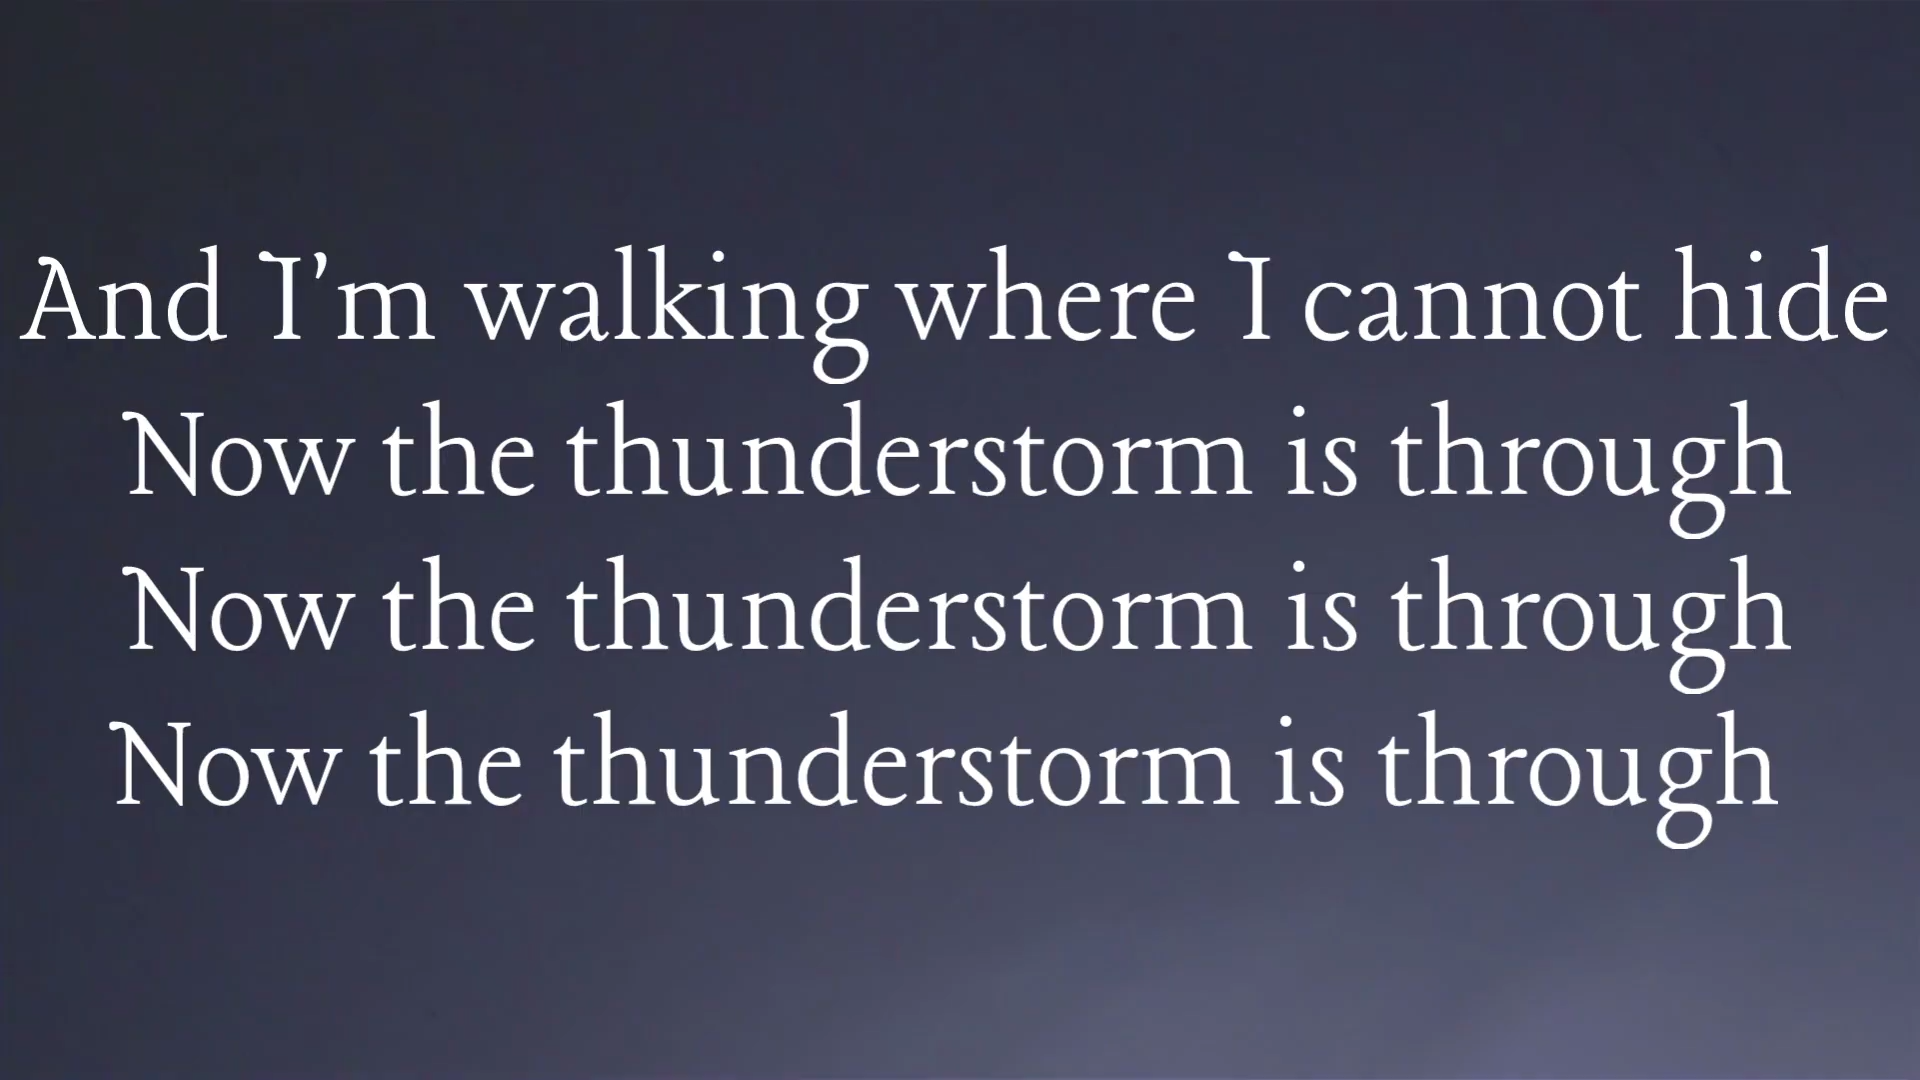 And I’m walking where I cannot hide
Now the thunderstorm is through
Now the thunderstorm is through
Now the thunderstorm is through